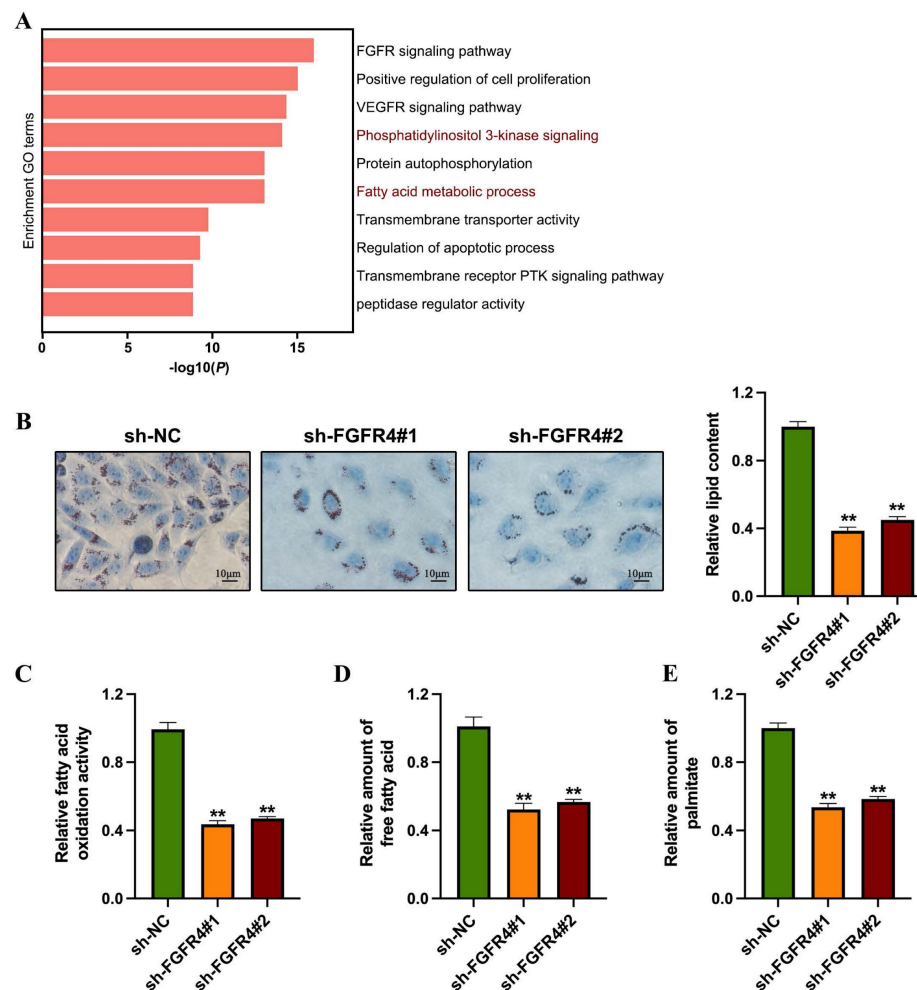 A
Enrichment GO terms
FGFR signaling pathway
Positive regulation of cell proliferation
VEGFR signaling pathway
Phosphatidylinositol 3-kinase signaling
Protein autophosphorylation
Fatty acid metabolic process
Transmembrane transporter activity
Regulation of apoptotic process
Transmembrane receptor PTK signaling pathway
peptidase regulator activity
0 5 10 15
-log10(P)
B
sh-NC sh-FGFR4#1 sh-FGFR4#2
10μm 10μm 10μm
Relative lipid content
1.2
0.8
0.4
0.0
** **
sh-NC sh-FGFR4#1 sh-FGFR4#2
C
Relative fatty acid
oxidation activity
1.2
0.8
0.4
0.0
** **
sh-NC sh-FGFR4#1 sh-FGFR4#2
D
Relative amount of
free fatty acid
1.2
0.8
0.4
0.0
** **
sh-NC sh-FGFR4#1 sh-FGFR4#2
E
Relative amount of
palmitate
1.2
0.8
0.4
0.0
** **
sh-NC sh-FGFR4#1 sh-FGFR4#2